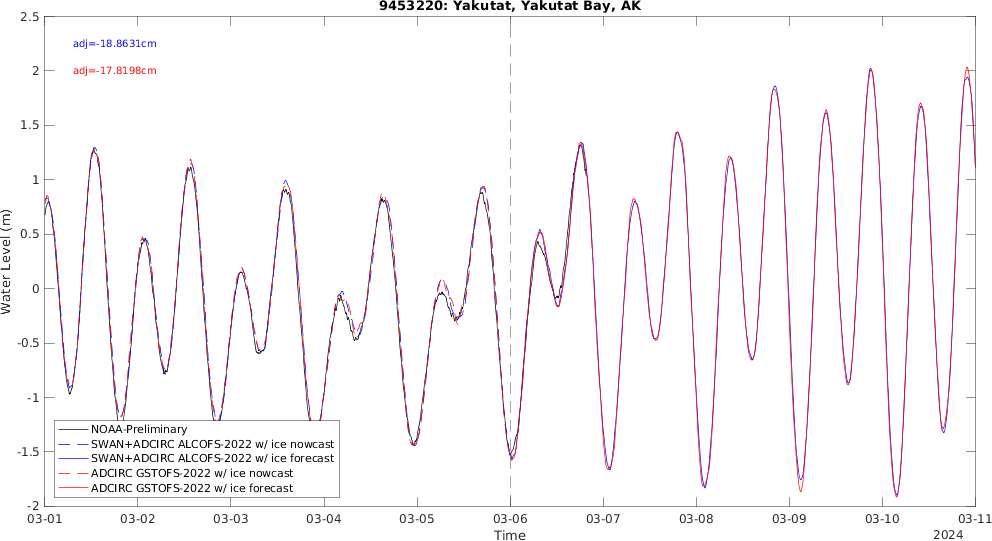 9453220: Yakutat, Yakutat Bay, AK
adj=-18.8631cm
adj=-17.8198cm
Water Level (m)
2.5
2
1.5
1
0.5
0
-0.5
-1
-1.5
-2
NOAA-Preliminary
SWAN+ADCIRC ALCOFS-2022 w/ ice nowcast
SWAN+ADCIRC ALCOFS-2022 w/ ice forecast
ADCIRC GSTOFS-2022 w/ ice nowcast
ADCIRC GSTOFS-2022 w/ ice forecast
03-01 03-02 03-03 03-04 03-05 03-06 03-07 03-08 03-09 03-10 03-11
Time
2024